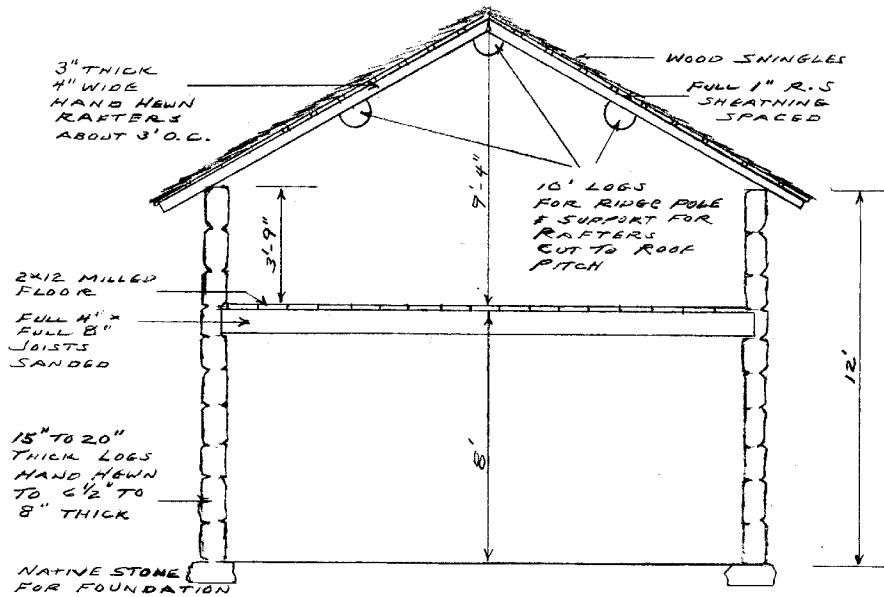 3" THICK
4" WIDE
HAND HEWN
RAFTERS
ABOUT 3' O.C.
WOOD SHINGLES
FULL 1" R.S
SHEATHING
SPACED
10" LOGS
FOR RIDGE POLE
& SUPPORT FOR
RAFTERS
CUT TO ROOF
PITCH
9'-4"
3'-9"
2x12 MILLED
FLOOR
FULL 4" x
FULL 8"
JOISTS
SANDED
12'
8'
15" TO 20"
THICK LOGS
HAND HEWN
TO 6 1/2" TO
8" THICK
NATIVE STONE
FOR FOUNDATION